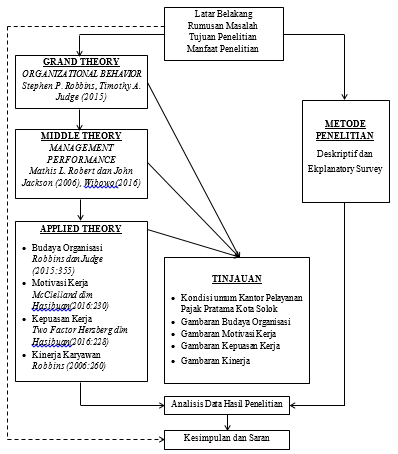 Latar Belakang
Rumusan Masalah
Tujuan Penelitian
Manfaat Penelitian
GRAND THEORY
ORGANIZATIONAL BEHAVIOR
Stephen P. Robbins, Timothy A.
Judge (2015)
MIDDLE THEORY
MANAGEMENT
PERFORMANCE
Mathis L. Robert dan John
Jackson (2006), Wibowo(2016)
METODE
PENELITIAN
Deskriptif dan
Ekplanatory Survey
APPLIED THEORY
• Budaya Organisasi
Robbins dan Judge
(2015:355)
• Motivasi Kerja
McClelland dlm
Hasibuan(2016:230)
• Kepuasan Kerja
Two Factor Herzberg dlm
Hasibuan(2016:228)
• Kinerja Karyawan
Robbins (2006:260)
TINJAUAN
• Kondisi umum Kantor Pelayanan
Pajak Pratama Kota Solok
• Gambaran Budaya Organisasi
• Gambaran Motivasi Kerja
• Gambaran Kepuasan Kerja
• Gambaran Kinerja
Analisis Data Hasil Penelitian
Kesimpulan dan Saran